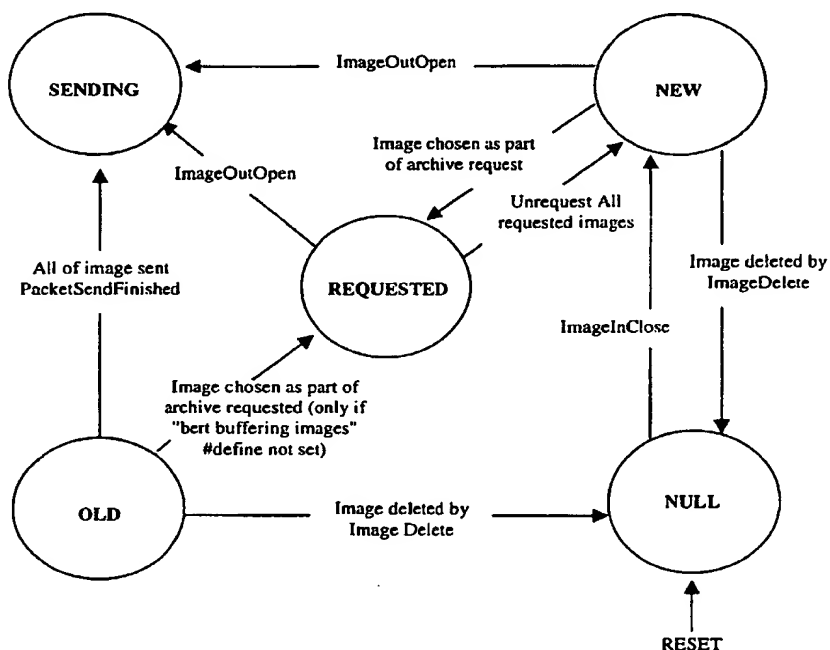 ImageOutOpen
SENDING
NEW
Image chosen as part
of archive request
ImageOutOpen
Unrequest All
requested images
All of image sent
PacketSendFinished
REQUESTED
Image deleted by
ImageDelete
ImageInClose
Image chosen as part of
archive requested (only if
"bert buffering images"
#define not set)
OLD
Image deleted by
Image Delete
NULL
RESET